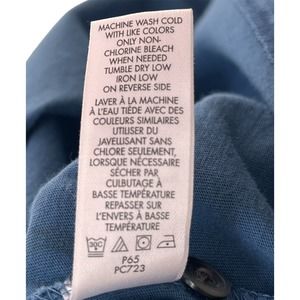 MACHINE WASH COLD
WITH LIKE COLORS
ONLY NON-
CHLORINE BLEACH
WHEN NEEDED
TUMBLE DRY LOW
IRON LOW
ON REVERSE SIDE
LAVER À LA MACHINE
À L'EAU TIÉDE AVEC DES
COULEURS SIMILAIRES
UTILISER DU
JAVELLISANT SANS
CHLORE SEULEMENT,
LORSQUE NÉCESSAIRE
SÉCHER PAR
CULBUTAGE À
BASSE TEMPÉRATURE
REPASSER SUR
L'ENVERS À BASSE
TEMPÉRATURE
30C
P65
PC723